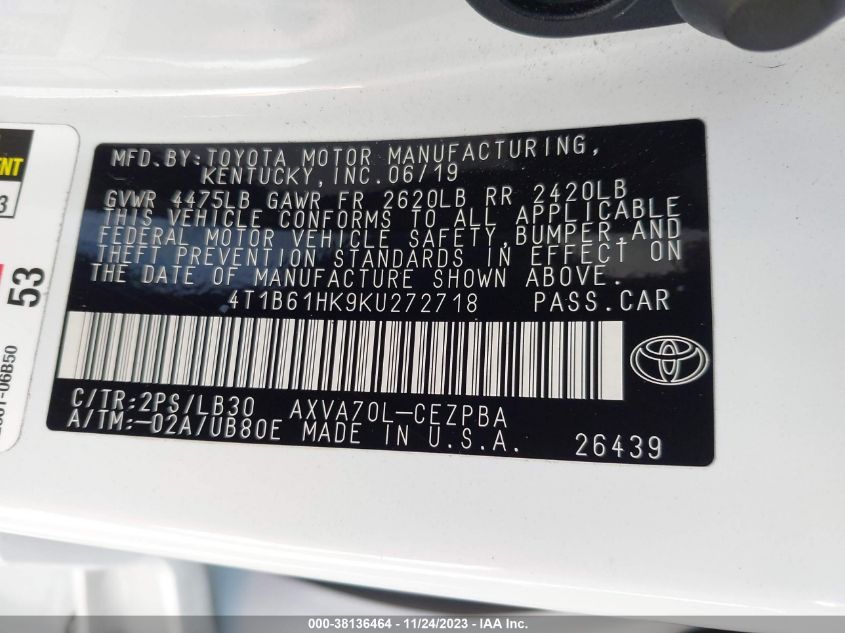 MFD.BY:TOYOTA MOTOR MANUFACTURING,
KENTUCKY,INC.06/19
GVWR 4475LB GAWR FR 2620LB RR 2420LB
THIS VEHICLE CONFORMS TO ALL APPLICABLE
FEDERAL MOTOR VEHICLE SAFETY,BUMPER,AND
THEFT PREVENTION STANDARDS IN EFFECT ON
THE DATE OF MANUFACTURE SHOWN ABOVE.
4T1B61HK9KU272718 PASS.CAR
C/TR:2PS/LB30 AXVA70L-CEZPBA
A/TM:-02A/UB80E MADE IN U.S.A. 26439
53
06B50
000-38136464 - 11/24/2023 - IAA Inc.